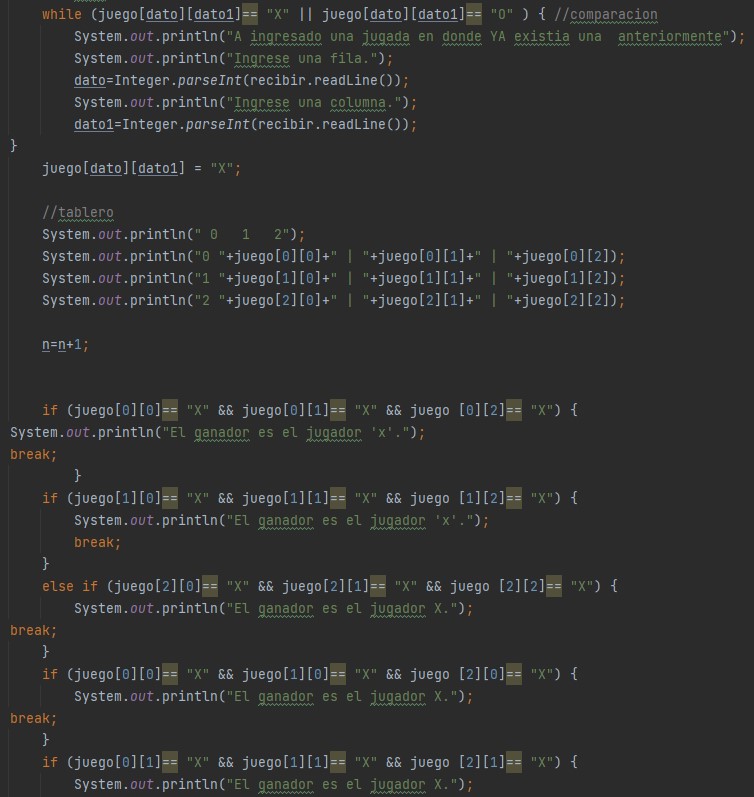 while (juego[dato][dato1]== "X" || juego[dato][dato1]== "O" ) { //comparacion
System.out.println("A ingresado una jugada en donde YA existia una  anteriormente");
System.out.println("Ingrese una fila.");
dato=Integer.parseInt(recibir.readLine());
System.out.println("Ingrese una columna.");
dato1=Integer.parseInt(recibir.readLine());
}
juego[dato][dato1] = "X";
//tablero
System.out.println(" 0   1   2");
System.out.println("0 "+juego[0][0]+" | "+juego[0][1]+" | "+juego[0][2]);
System.out.println("1 "+juego[1][0]+" | "+juego[1][1]+" | "+juego[1][2]);
System.out.println("2 "+juego[2][0]+" | "+juego[2][1]+" | "+juego[2][2]);
n=n+1;
if (juego[0][0]== "X" && juego[0][1]== "X" && juego [0][2]== "X") {
System.out.println("El ganador es el jugador 'x'.");
break;
}
if (juego[1][0]== "X" && juego[1][1]== "X" && juego [1][2]== "X") {
System.out.println("El ganador es el jugador 'x'.");
break;
}
else if (juego[2][0]== "X" && juego[2][1]== "X" && juego [2][2]== "X") {
System.out.println("El ganador es el jugador X.");
break;
}
if (juego[0][0]== "X" && juego[1][0]== "X" && juego [2][0]== "X") {
System.out.println("El ganador es el jugador X.");
break;
}
if (juego[0][1]== "X" && juego[1][1]== "X" && juego [2][1]== "X") {
System.out.println("El ganador es el jugador X.");